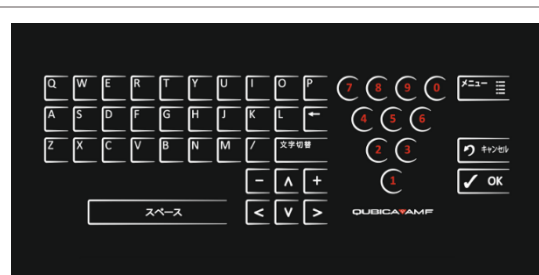 Q W E R T Y U I O P 7 8 9 0 メニュー
A S D F G H J K L ← 4 5 6
Z X C V B N M / 文字切替 2 3 キャンセル
- ∧ + 1 ✓ OK
スペース < ∨ > QUBICAAMF